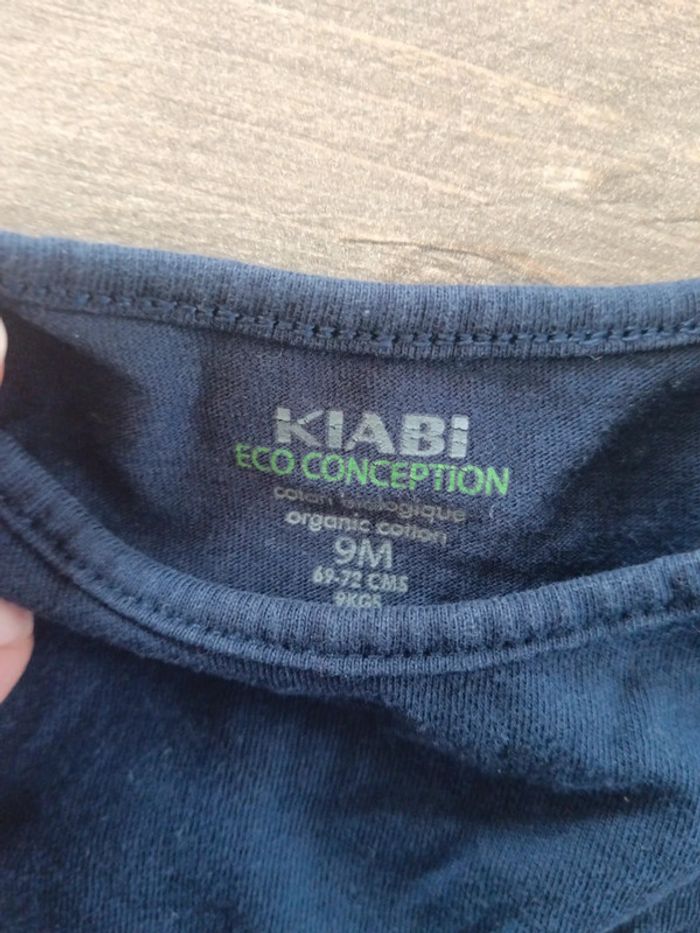 KIABI
ECO CONCEPTION
coton biologique
organic cotton
9M
69-72 CMS
9KGS